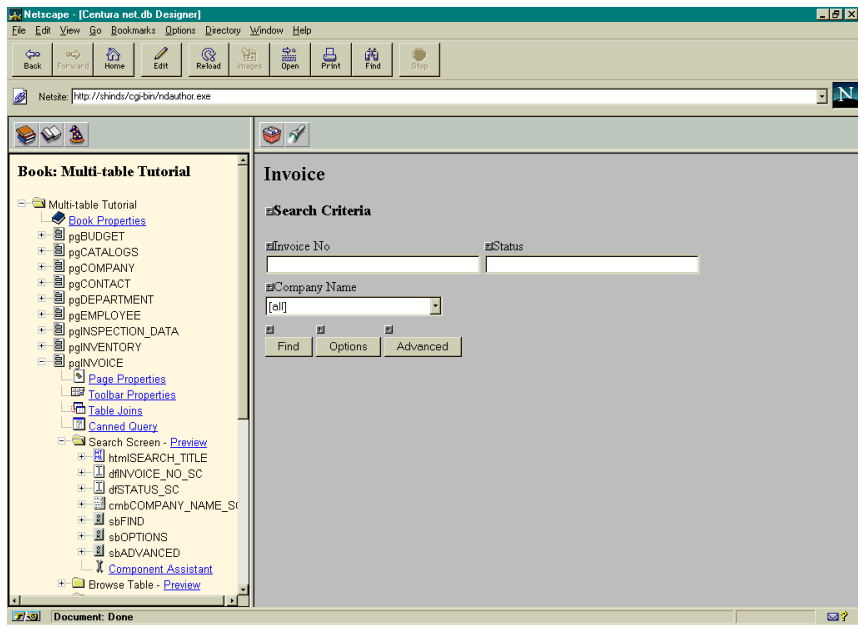 Netscape - [Centura net.db Designer]
File Edit View Go Bookmarks Options Directory Window Help
Back Forward Home Edit Reload Images Open Print Find Stop
Netsite: http://shinds/cgi-bin/ndauthor.exe
N
Book: Multi-table Tutorial
Multi-table Tutorial
Book Properties
pgBUDGET
pgCATALOGS
pgCOMPANY
pgCONTACT
pgDEPARTMENT
pgEMPLOYEE
pgINSPECTION_DATA
pgINVENTORY
pgINVOICE
Page Properties
Toolbar Properties
Table Joins
Canned Query
Search Screen - Preview
htmlSEARCH_TITLE
dfINVOICE_NO_SC
dfSTATUS_SC
cmbCOMPANY_NAME_S
sbFIND
sbOPTIONS
sbADVANCED
Component Assistant
Browse Table - Preview
Invoice
Search Criteria
Invoice No Status
Company Name
[all]
Find Options Advanced
Document: Done